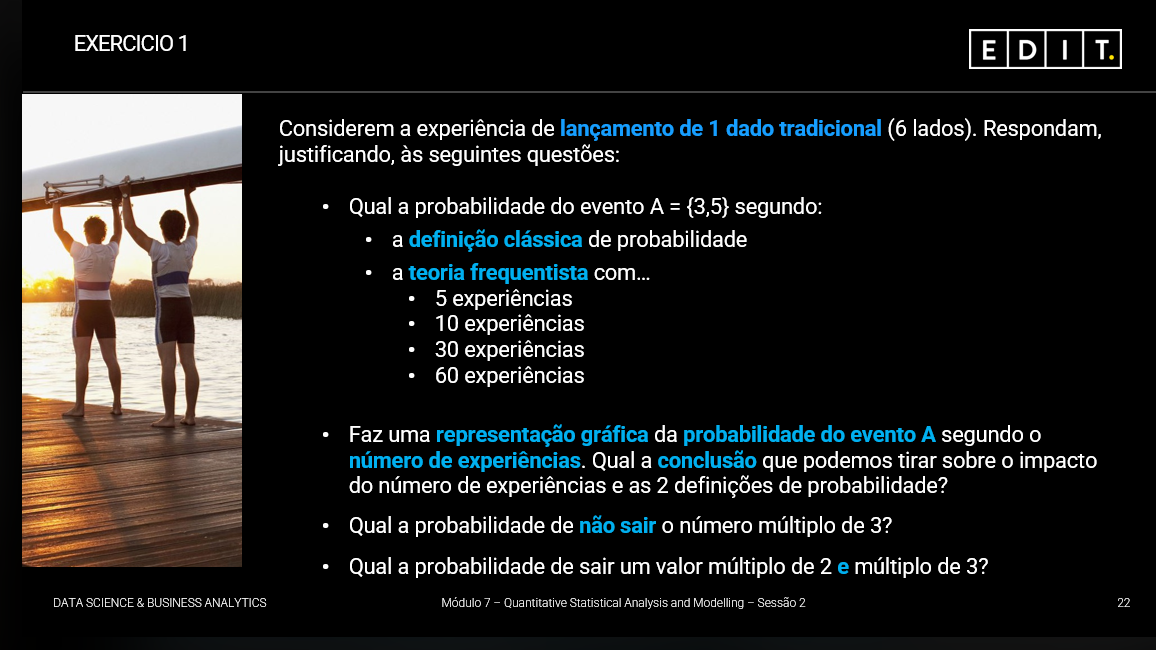 EXERCICIO 1
EDIT.
Considerem a experiência de lançamento de 1 dado tradicional (6 lados). Respondam,
justificando, às seguintes questões:
• Qual a probabilidade do evento A = {3,5} segundo:
• a definição clássica de probabilidade
• a teoria frequentista com…
• 5 experiências
• 10 experiências
• 30 experiências
• 60 experiências
• Faz uma representação gráfica da probabilidade do evento A segundo o
número de experiências. Qual a conclusão que podemos tirar sobre o impacto
do número de experiências e as 2 definições de probabilidade?
• Qual a probabilidade de não sair o número múltiplo de 3?
• Qual a probabilidade de sair um valor múltiplo de 2 e múltiplo de 3?
DATA SCIENCE & BUSINESS ANALYTICS
Módulo 7 – Quantitative Statistical Analysis and Modelling – Sessão 2
22